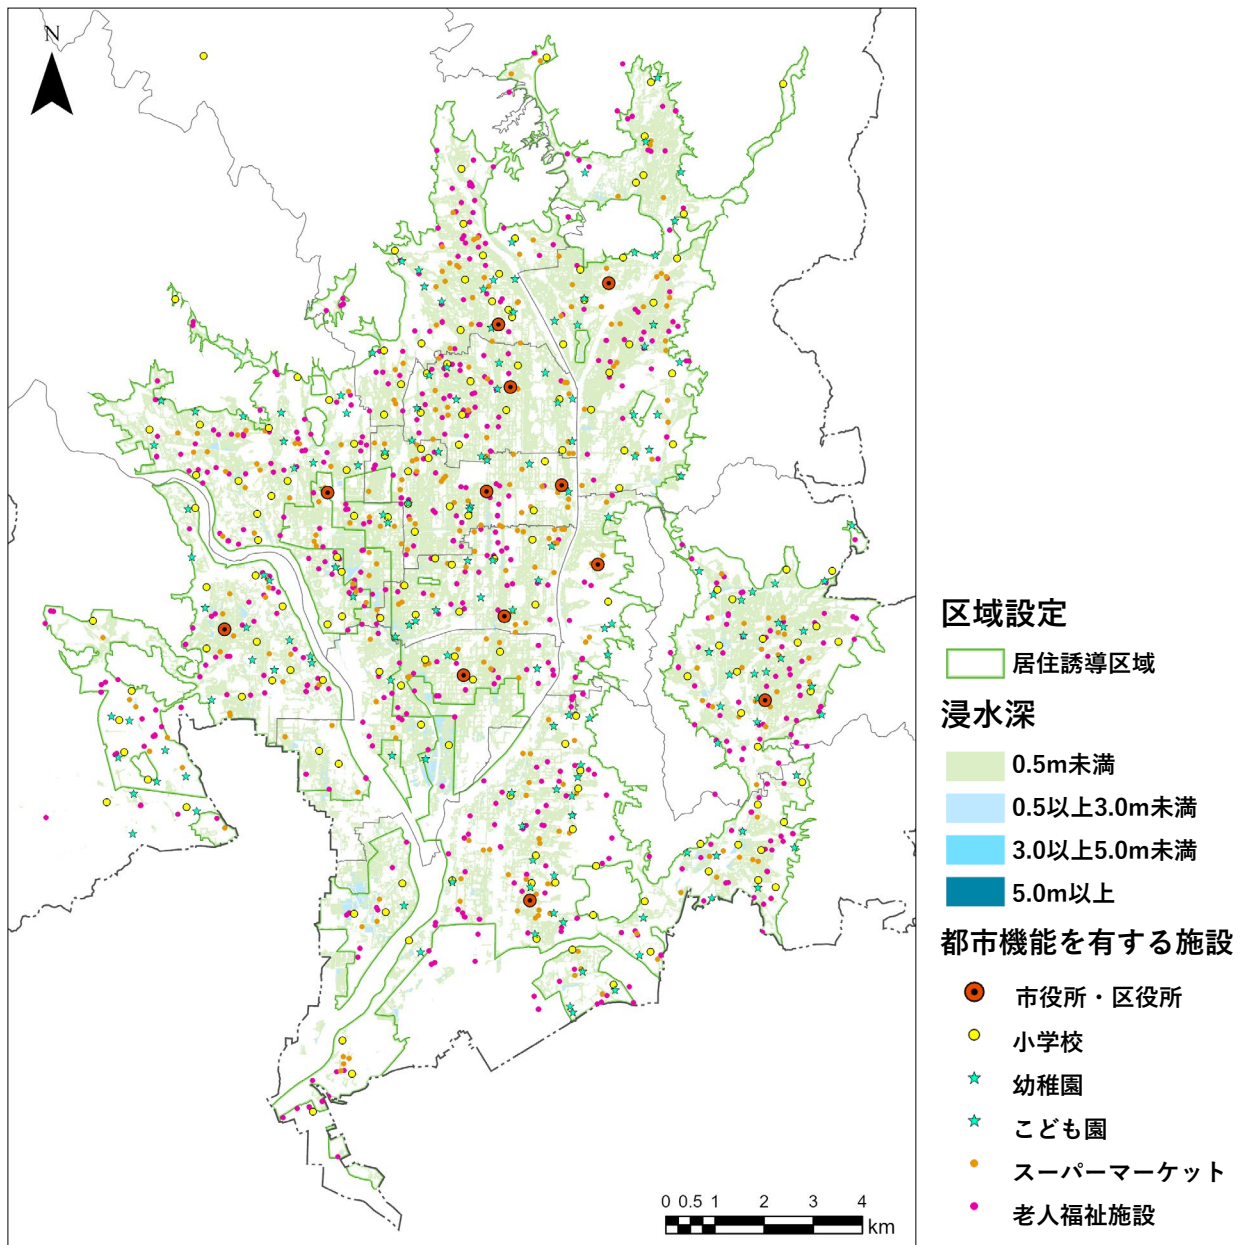 N
区域設定
居住誘導区域
浸水深
0.5m未満
0.5以上3.0m未満
3.0以上5.0m未満
5.0m以上
都市機能を有する施設
市役所・区役所
小学校
幼稚園
こども園
スーパーマーケット
老人福祉施設
0 0.5 1 2 3 4
km